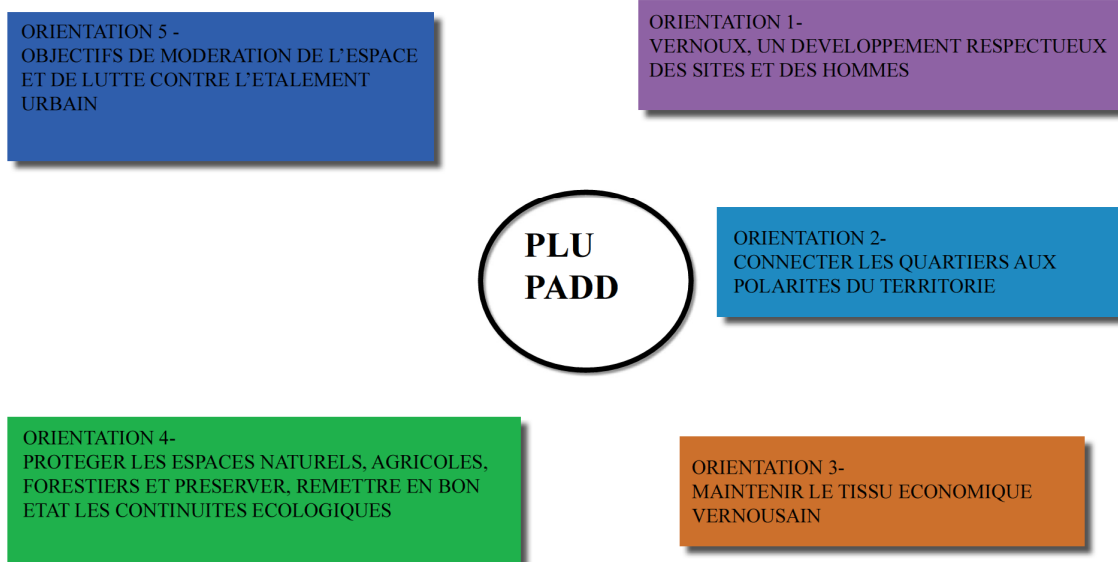 ORIENTATION 5 -
OBJECTIFS DE MODERATION DE L'ESPACE
ET DE LUTTE CONTRE L'ETALEMENT
URBAIN
ORIENTATION 1-
VERNOUX, UN DEVELOPPEMENT RESPECTUEUX
DES SITES ET DES HOMMES
PLU
PADD
ORIENTATION 2-
CONNECTER LES QUARTIERS AUX
POLARITES DU TERRITORIE
ORIENTATION 4-
PROTEGER LES ESPACES NATURELS, AGRICOLES,
FORESTIERS ET PRESERVER, REMETTRE EN BON
ETAT LES CONTINUITES ECOLOGIQUES
ORIENTATION 3-
MAINTENIR LE TISSU ECONOMIQUE
VERNOUSAIN